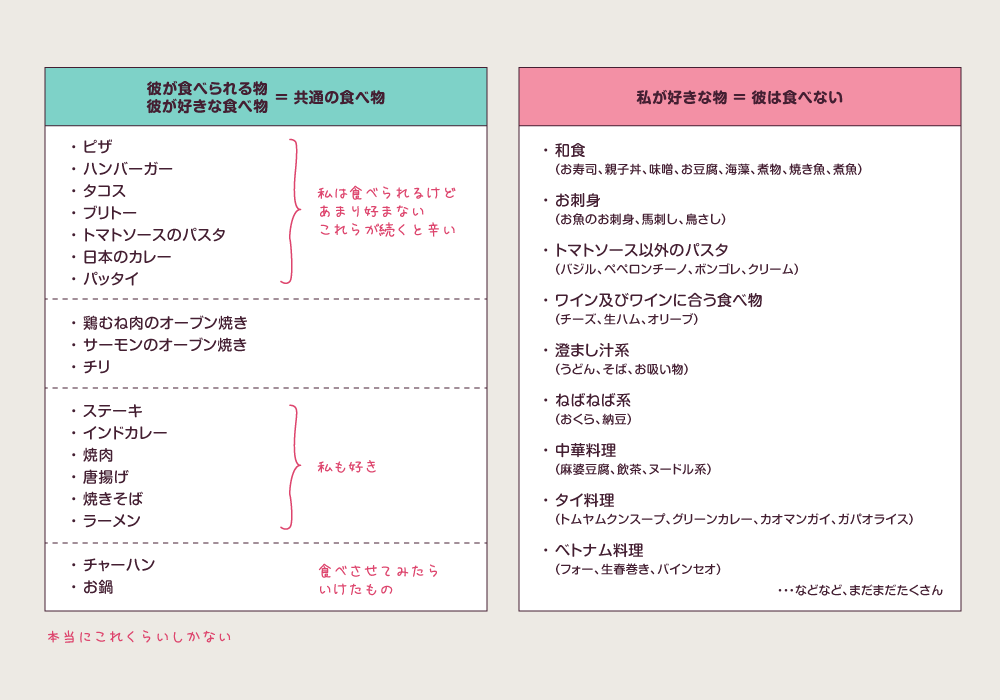 彼が食べられる物
彼が好きな食べ物
= 共通の食べ物
・ピザ
・ハンバーガー
・タコス
・ブリトー
・トマトソースのパスタ
・日本のカレー
・パッタイ
私は食べられるけど
あまり好まない
これらが続くと辛い
・鶏むね肉のオーブン焼き
・サーモンのオーブン焼き
・チリ
・ステーキ
・インドカレー
・焼肉
・唐揚げ
・焼きそば
・ラーメン
私も好き
・チャーハン
・お鍋
食べさせてみたら
いけたもの
本当にこれくらいしかない
私が好きな物 = 彼は食べない
・和食
(お寿司、親子丼、味噌、お豆腐、海藻、煮物、焼き魚、煮魚)
・お刺身
(お魚のお刺身、馬刺し、鳥さし)
・トマトソース以外のパスタ
(バジル、ペペロンチーノ、ボンゴレ、クリーム)
・ワイン及びワインに合う食べ物
(チーズ、生ハム、オリーブ)
・澄まし汁系
(うどん、そば、お吸い物)
・ねばねば系
(おくら、納豆)
・中華料理
(麻婆豆腐、飲茶、ヌードル系)
・タイ料理
(トムヤムクンスープ、グリーンカレー、カオマンガイ、ガパオライス)
・ベトナム料理
(フォー、生春巻き、バインセオ)
･･･などなど、まだまだたくさん